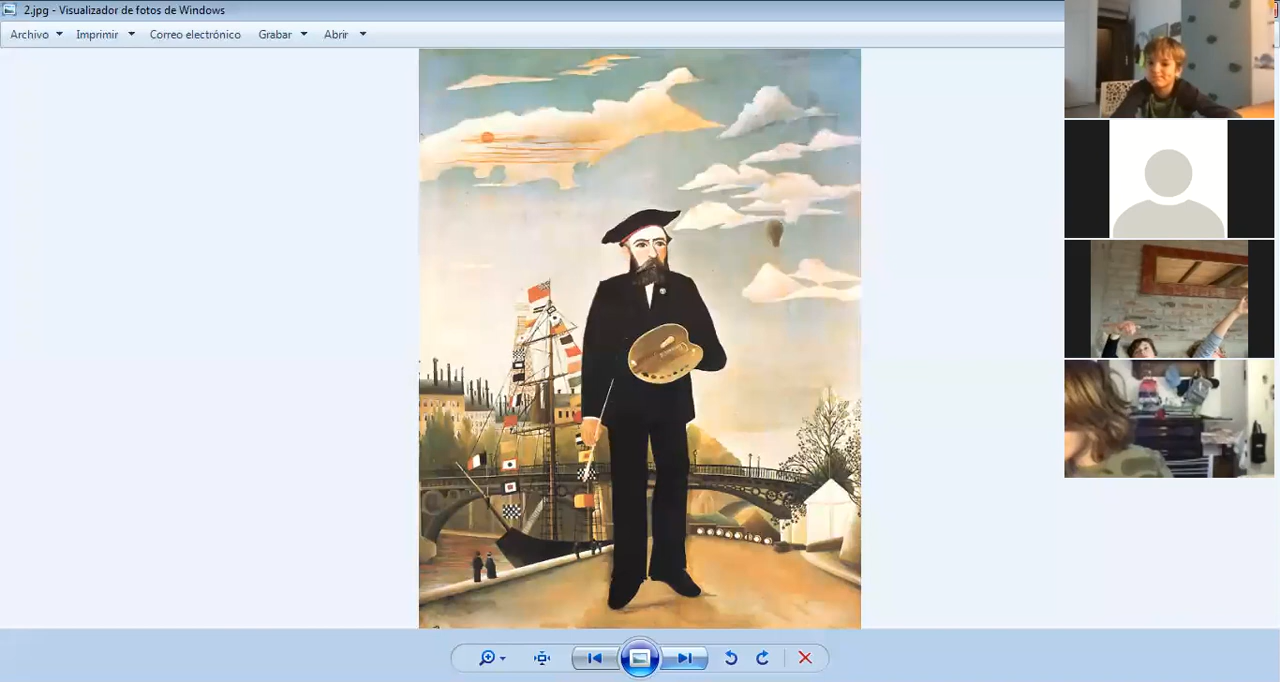 2.jpg - Visualizador de fotos de Windows
Archivo Imprimir Correo electrónico Grabar Abrir